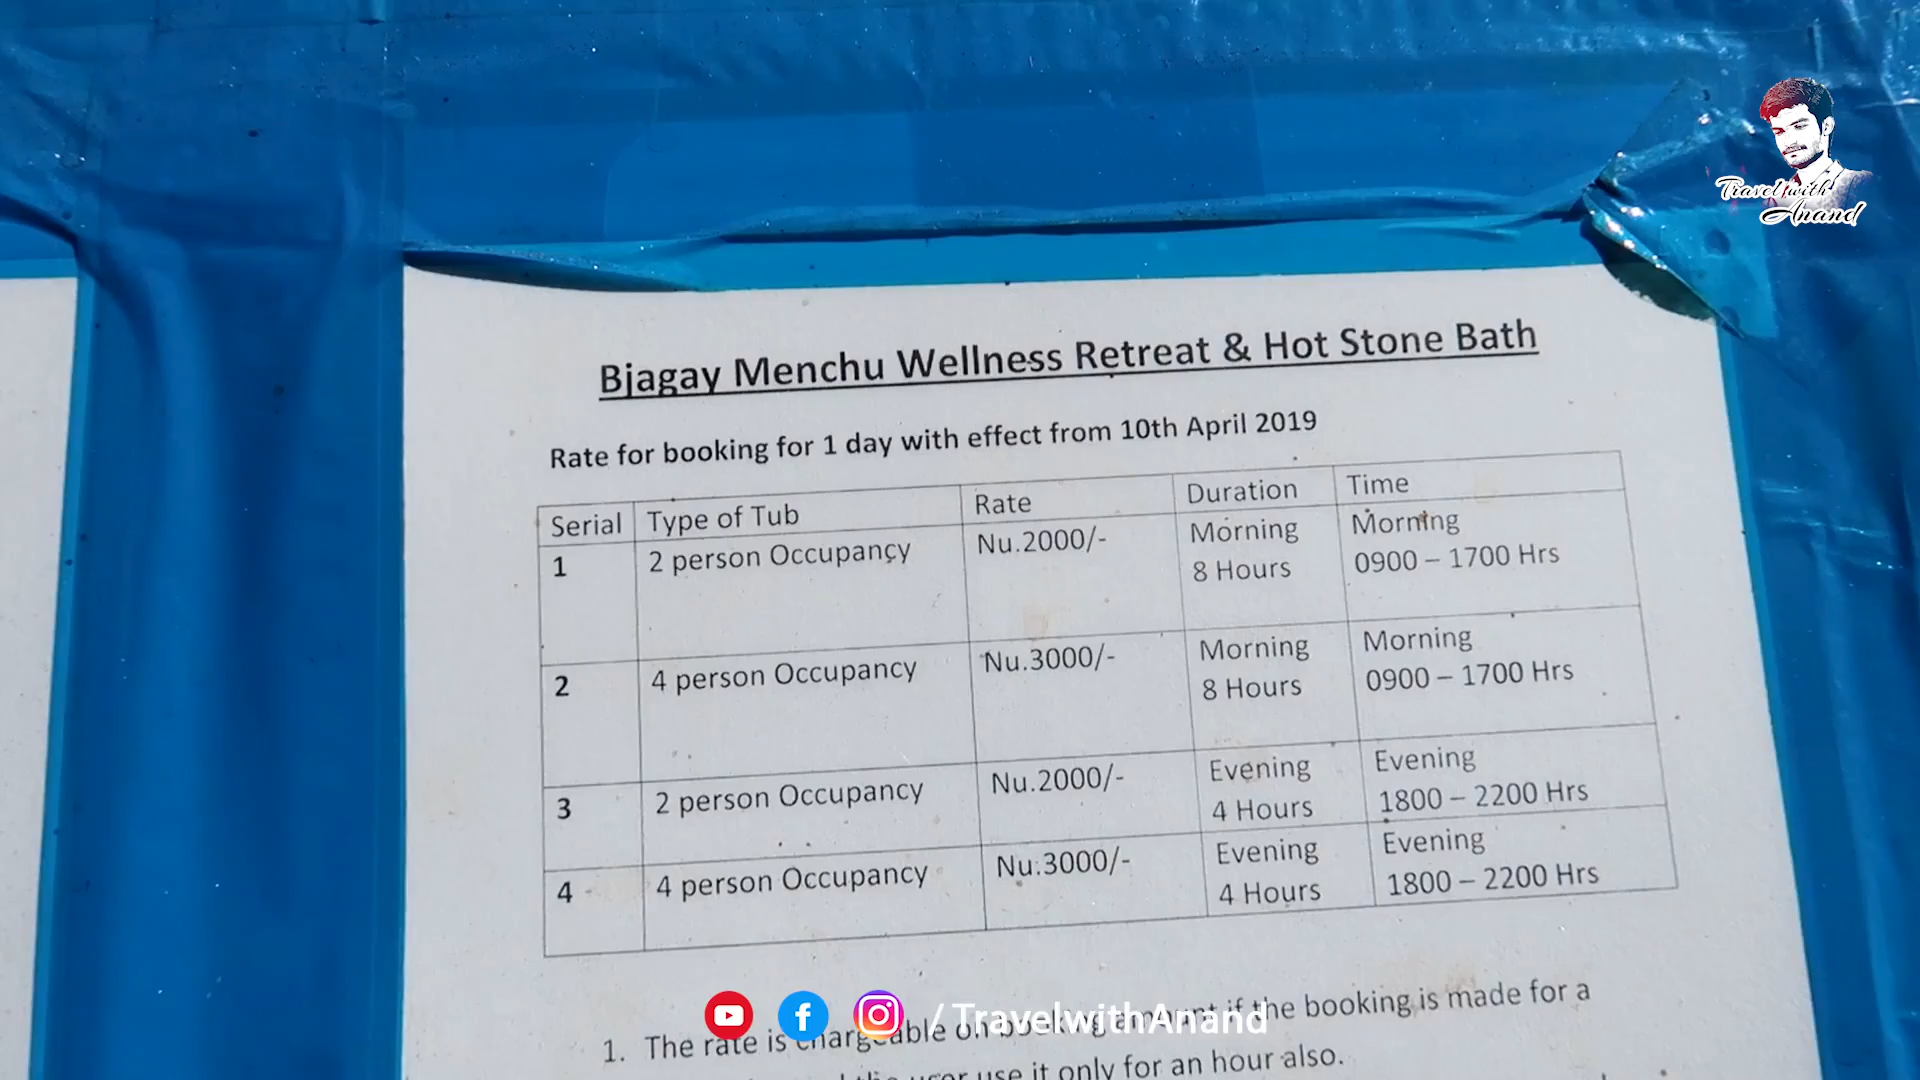 Travel with
Anand
Bjagay Menchu Wellness Retreat & Hot Stone Bath
Rate for booking for 1 day with effect from 10th April 2019
Serial Type of Tub Rate Duration Time
1 2 person Occupancy Nu.2000/- Morning 8 Hours Morning 0900 – 1700 Hrs
2 4 person Occupancy Nu.3000/- Morning 8 Hours Morning 0900 – 1700 Hrs
3 2 person Occupancy Nu.2000/- Evening 4 Hours Evening 1800 – 2200 Hrs
4 4 person Occupancy Nu.3000/- Evening 4 Hours Evening 1800 – 2200 Hrs
1. The rate is chargeable on booking amount if the booking is made for a
/TravelwithAnand
use it only for an hour also.